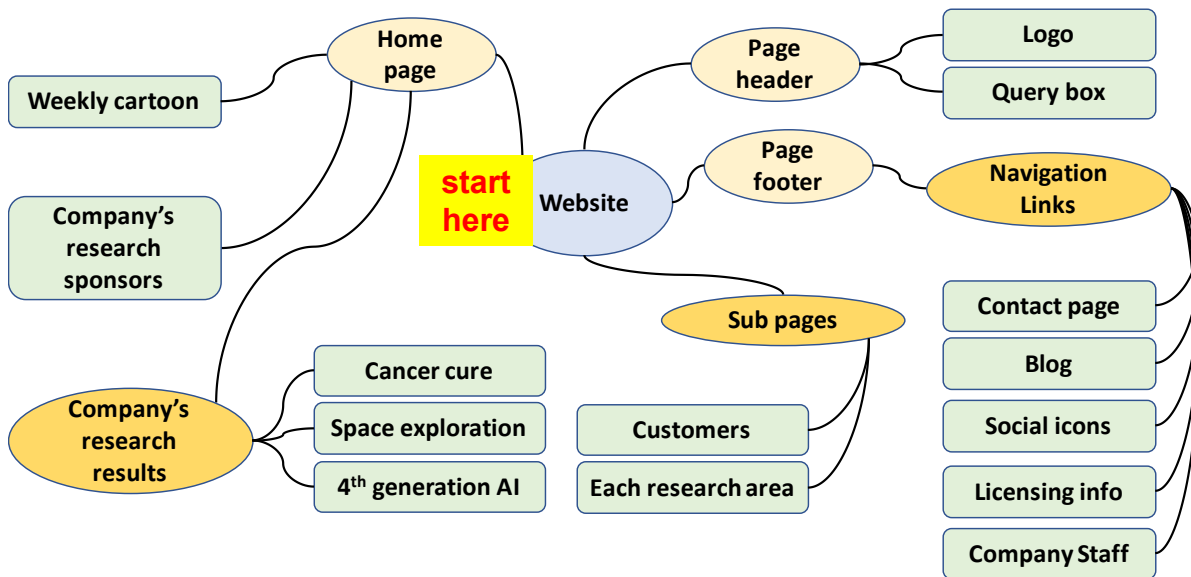 Home
page
Weekly cartoon
Company’s
research
sponsors
Company’s
research
results
Cancer cure
Space exploration
4th generation AI
start
here
Website
Page
header
Logo
Query box
Page
footer
Navigation
Links
Contact page
Blog
Social icons
Licensing info
Company Staff
Sub pages
Customers
Each research area